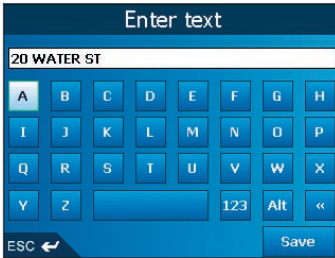 Enter text
20 WATER ST
A B C D E F G H
I J K L M N O P
Q R S T U V W X
Y Z 123 Alt «
ESC Save